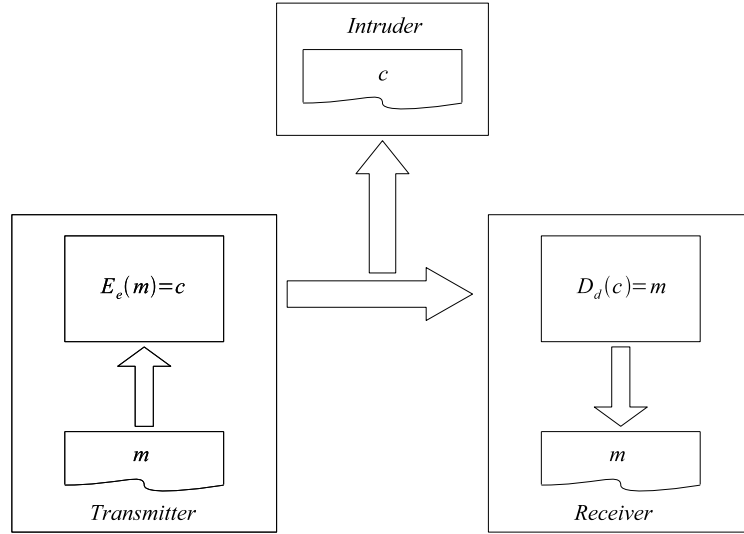 Intruder
c
E_e(m)=c
D_d(c)=m
m
m
Transmitter
Receiver